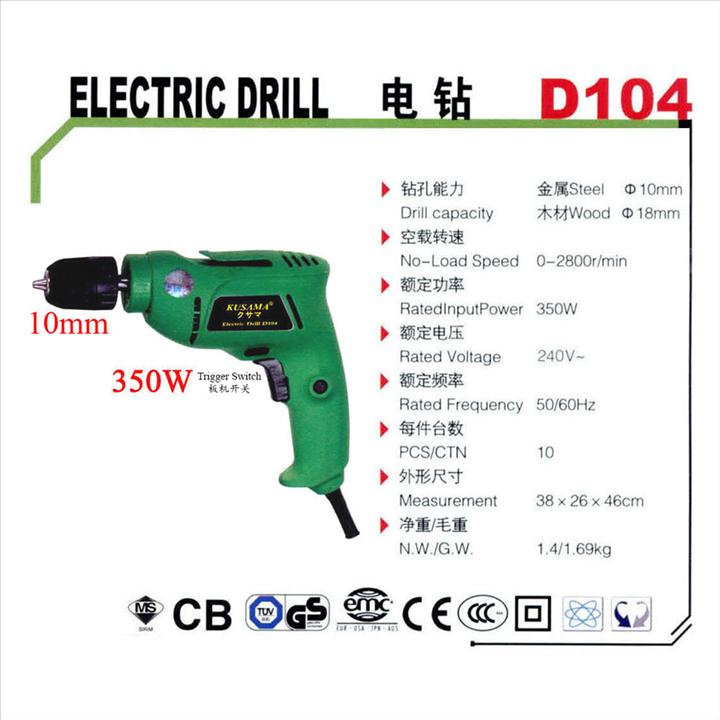 ELECTRIC DRILL 电钻 D104
钻孔能力 金属Steel Φ10mm
Drill capacity 木材Wood Φ18mm
空载转速
No-Load Speed 0-2800r/min
额定功率
RatedInputPower 350W
额定电压
Rated Voltage 240V~
额定频率
Rated Frequency 50/60Hz
每件台数
PCS/CTN 10
外形尺寸
Measurement 38×26×46cm
净重/毛重
N.W./G.W. 1.4/1.69kg
KUSAMA®
クサマ
Electric Drill D104
10mm
350W Trigger Switch
板机开关
MS
SIRIM
CB
TUV
GS
emc
EUR - USA - JPN - AUS
CE
CCC